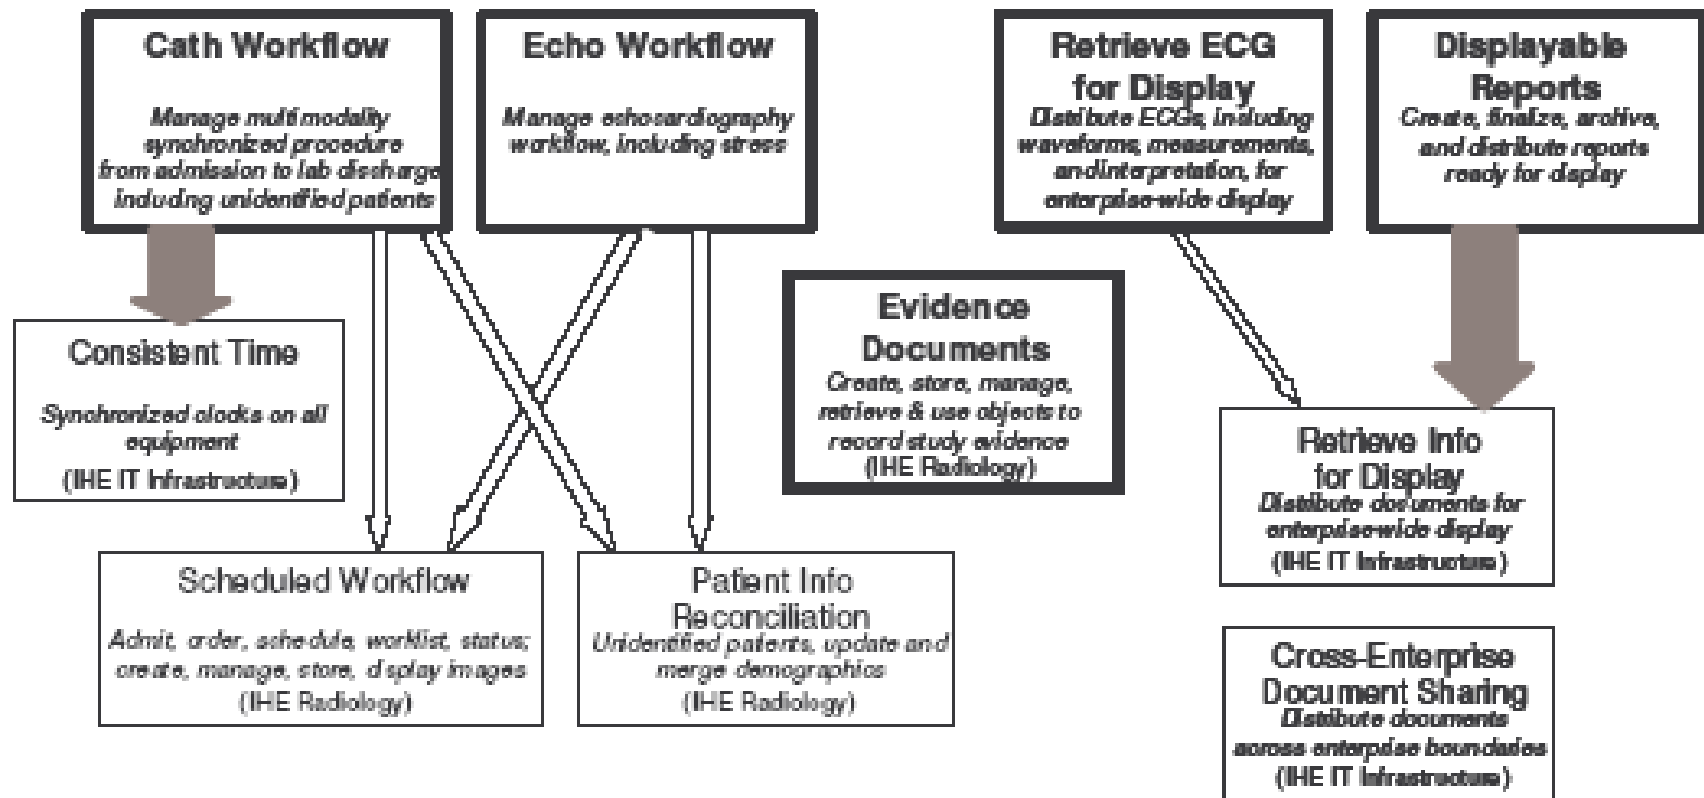 Cath Workflow
Manage multimodality
synchronized procedure
from admission to lab discharge
including unidentified patients
Echo Workflow
Manage echocardiography
workflow, including stress
Retrieve ECG
for Display
Distribute ECGs, including
waveforms, measurements,
and interpretation, for
enterprise-wide display
Displayable
Reports
Create, finalize, archive,
and distribute reports
ready for display
Evidence
Documents
Create, store, manage,
retrieve & use objects to
record study evidence
(IHE Radiology)
Consistent Time
Synchronized clocks on all
equipment
(IHE IT Infrastructure)
Retrieve Info
for Display
Distribute documents for
enterprise-wide display
(IHE IT Infrastructure)
Scheduled Workflow
Admit, order, schedule, worklist, status;
create, manage, store, display images
(IHE Radiology)
Patient Info
Reconciliation
Unidentified patients, update and
merge demographics
(IHE Radiology)
Cross-Enterprise
Document Sharing
Distribute documents
across enterprise boundaries
(IHE IT Infrastructure)